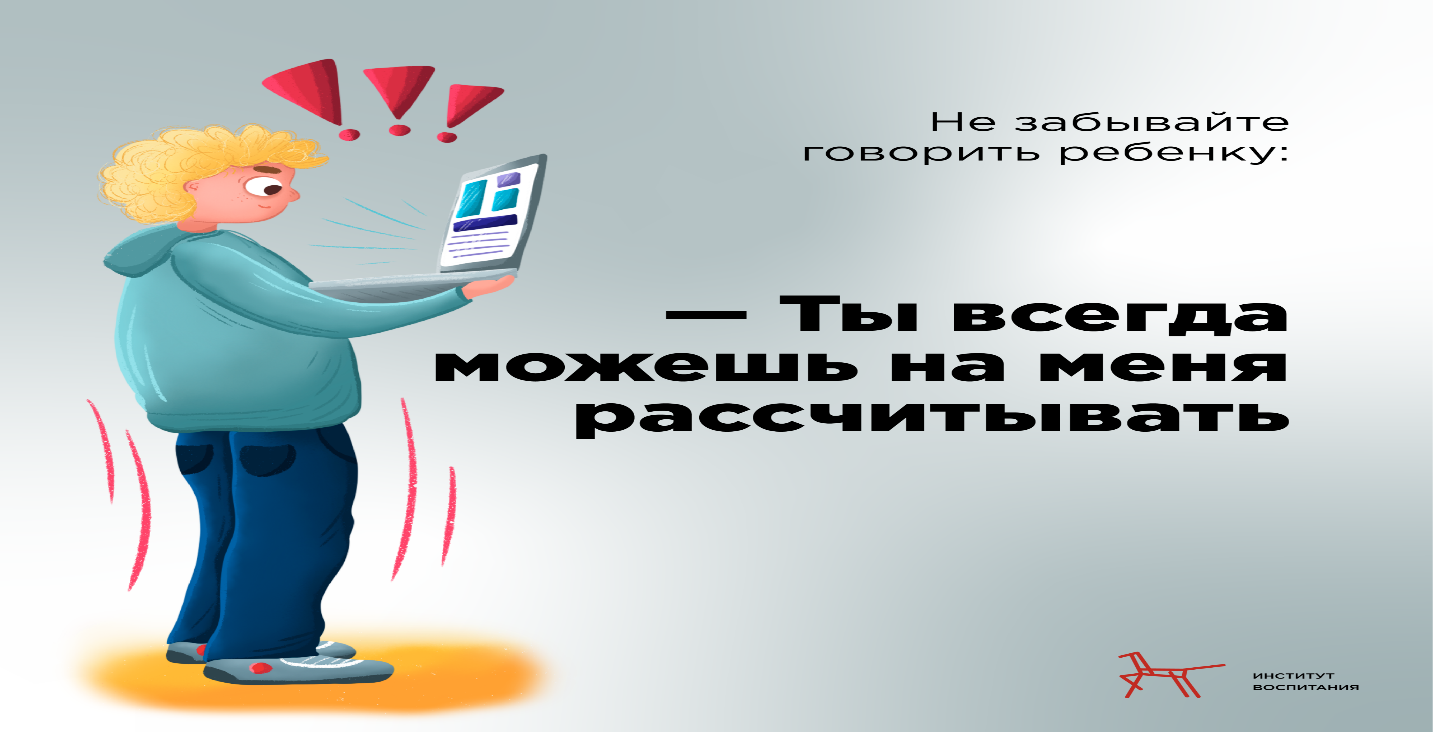 Не забывайте
говорить ребенку:
— Ты всегда
можешь на меня
рассчитывать
ИНСТИТУТ
ВОСПИТАНИЯ